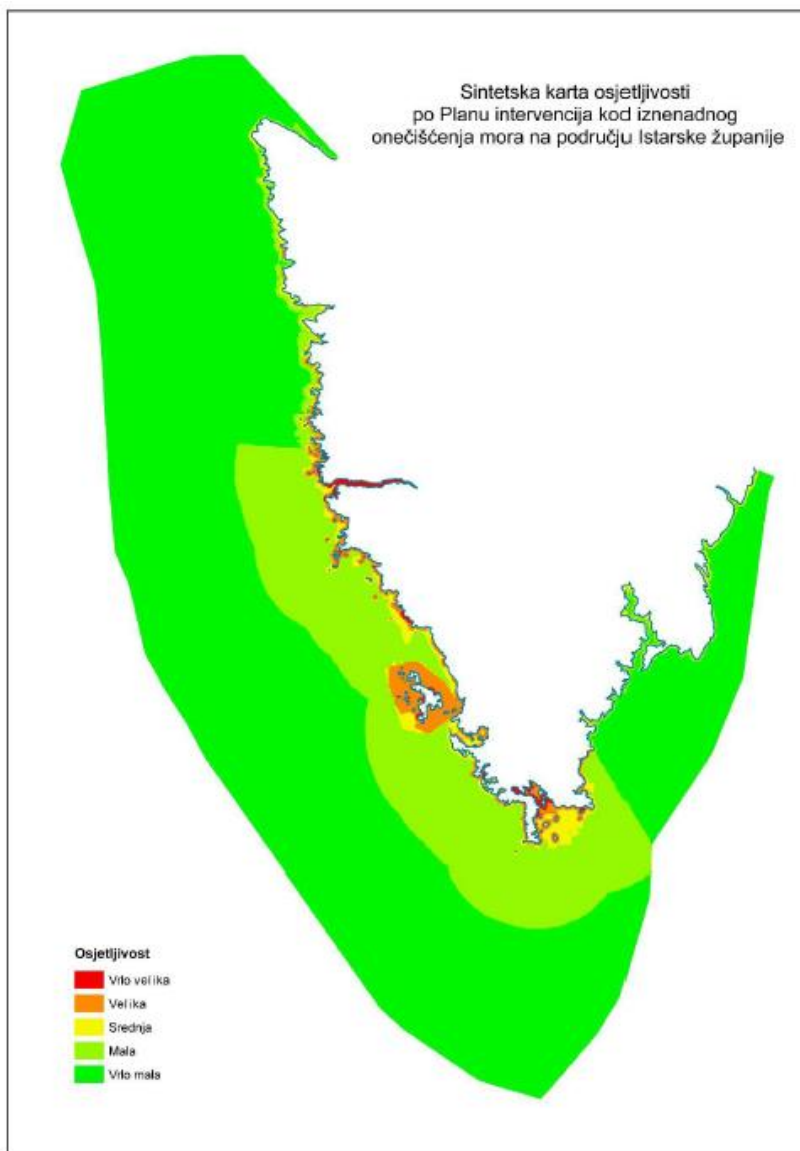 Sintetska karta osjetljivosti
po Planu intervencija kod iznenadnog
onečišćenja mora na području Istarske županije
Osjetljivost
Vrlo velika
Velika
Srednja
Mala
Vrlo mala